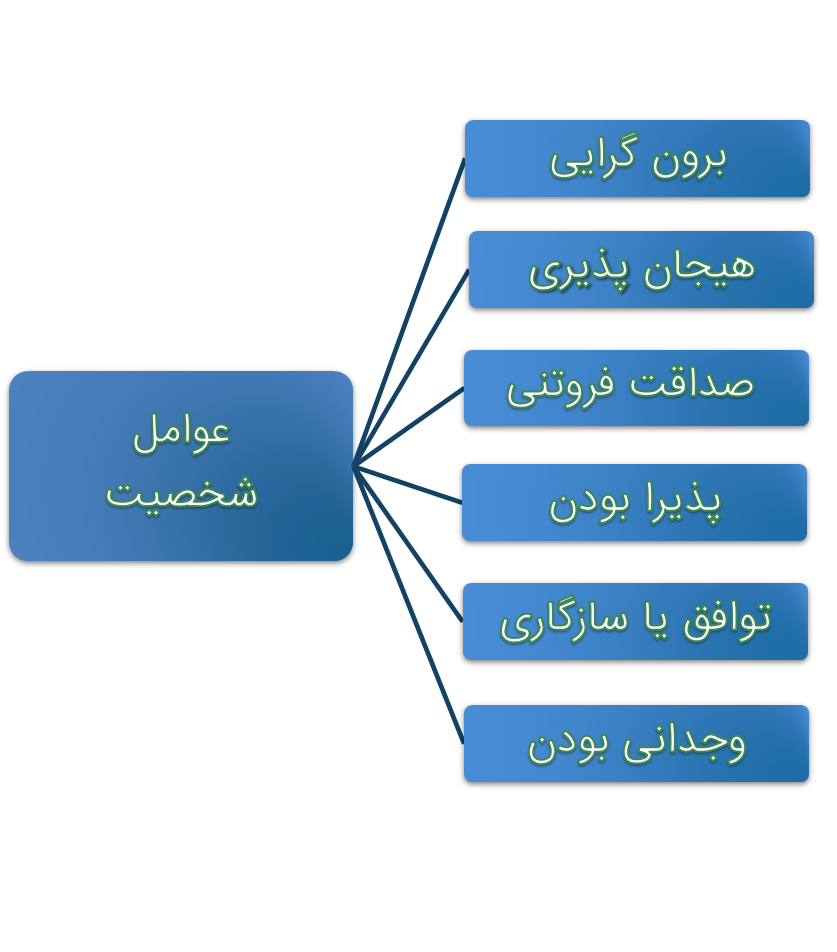 عوامل
شخصیت
برون گرایی
هیجان پذیری
صداقت فروتنی
پذیرا بودن
توافق یا سازگاری
وجدانی بودن